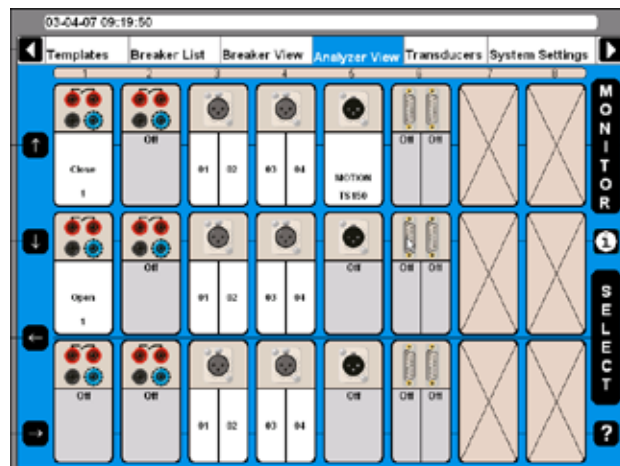 03-04-07 09:19:50
Templates Breaker List Breaker View Analyzer View Transducers System Settings
1 2 3 4 5 6 7 8
Off Off Off
Close
1
01 02 03 04
MOTION
TS150
Off Off Off Off
Open
1
01 02 03 04
Off Off Off Off Off
01 02 03 04
MONITOR
i
SELECT
?